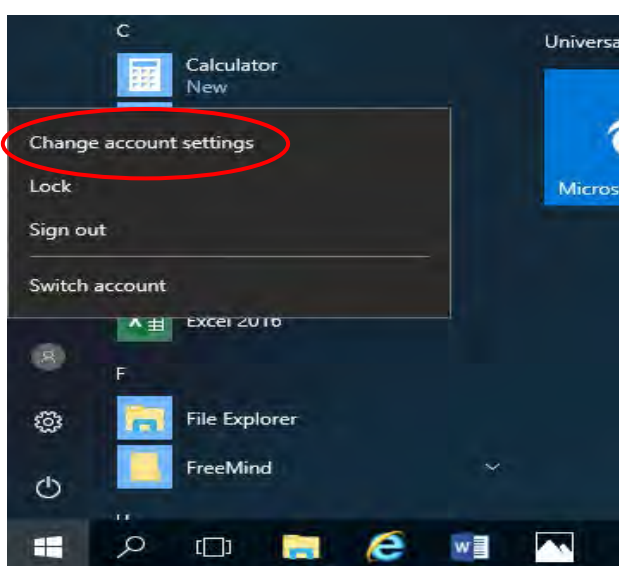 C
Universa
Calculator
New
Change account settings
Lock
Micros
Sign out
Switch account
Excel 2016
F
File Explorer
FreeMind